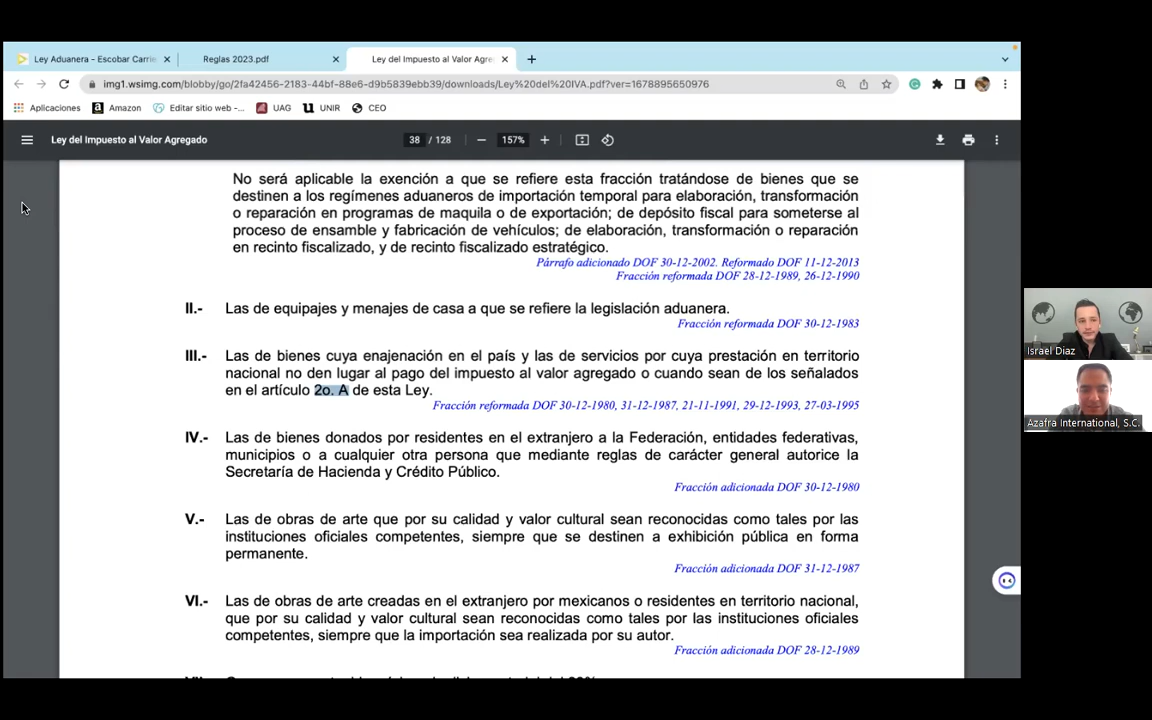 Ley Aduanera - Escobar Carri
Reglas 2023.pdf
Ley del Impuesto al Valor Agre
img1.wsimg.com/blobby/go/2fa42456-2183-44bf-88e6-d9b5839ebb39/downloads/Ley%20del%20IVA.pdf?ver=1678895650976
Aplicaciones Amazon Editar sitio web -... UAG UNIR CEO
Ley del Impuesto al Valor Agregado 38 / 128 157%
No será aplicable la exención a que se refiere esta fracción tratándose de bienes que se
destinen a los regímenes aduaneros de importación temporal para elaboración, transformación
o reparación en programas de maquila o de exportación; de depósito fiscal para someterse al
proceso de ensamble y fabricación de vehículos; de elaboración, transformación o reparación
en recinto fiscalizado, y de recinto fiscalizado estratégico.
Párrafo adicionado DOF 30-12-2002. Reformado DOF 11-12-2013
Fracción reformada DOF 28-12-1989, 26-12-1990
II.- Las de equipajes y menajes de casa a que se refiere la legislación aduanera.
Fracción reformada DOF 30-12-1983
III.- Las de bienes cuya enajenación en el país y las de servicios por cuya prestación en territorio
nacional no den lugar al pago del impuesto al valor agregado o cuando sean de los señalados
en el artículo 2o. A de esta Ley.
Fracción reformada DOF 30-12-1980, 31-12-1987, 21-11-1991, 29-12-1993, 27-03-1995
IV.- Las de bienes donados por residentes en el extranjero a la Federación, entidades federativas,
municipios o a cualquier otra persona que mediante reglas de carácter general autorice la
Secretaría de Hacienda y Crédito Público.
Fracción adicionada DOF 30-12-1980
V.- Las de obras de arte que por su calidad y valor cultural sean reconocidas como tales por las
instituciones oficiales competentes, siempre que se destinen a exhibición pública en forma
permanente.
Fracción adicionada DOF 31-12-1987
VI.- Las de obras de arte creadas en el extranjero por mexicanos o residentes en territorio nacional,
que por su calidad y valor cultural sean reconocidas como tales por las instituciones oficiales
competentes, siempre que la importación sea realizada por su autor.
Fracción adicionada DOF 28-12-1989
Israel Diaz
Azafra International, S.C.